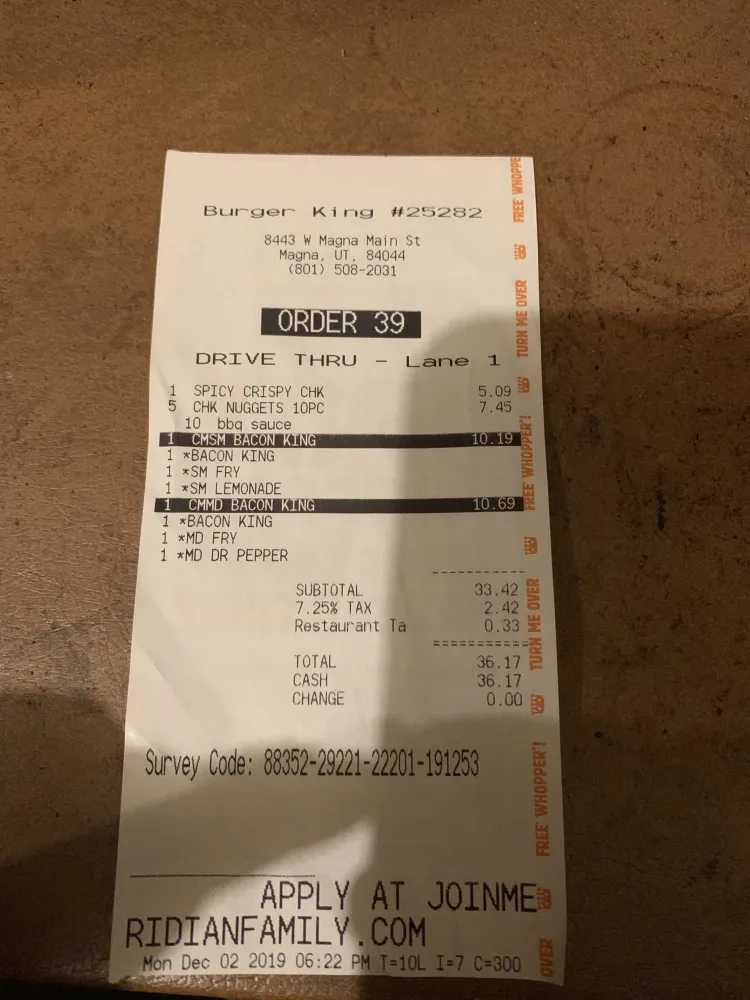 Burger King #25282
8443 W Magna Main St
Magna, UT, 84044
(801) 508-2031
ORDER 39
DRIVE THRU - Lane 1
1 SPICY CRISPY CHK 5.09
5 CHK NUGGETS 10PC 7.45
10 bbq sauce
1 CMSM BACON KING 10.19
1 *BACON KING
1 *SM FRY
1 *SM LEMONADE
1 CMMD BACON KING 10.69
1 *BACON KING
1 *MD FRY
1 *MD DR PEPPER
SUBTOTAL 33.42
7.25% TAX 2.42
Restaurant Ta 0.33
TOTAL 36.17
CASH 36.17
CHANGE 0.00
Survey Code: 88352-29221-22201-191253
APPLY AT JOINME
RIDIANFAMILY.COM
Mon Dec 02 2019 06:22 PM T=10L I=7 C=300
OVER
FREE WHOPPER!
TURN ME OVER
FREE WHOPPER!
TURN ME OVER
FREE WHOPPE